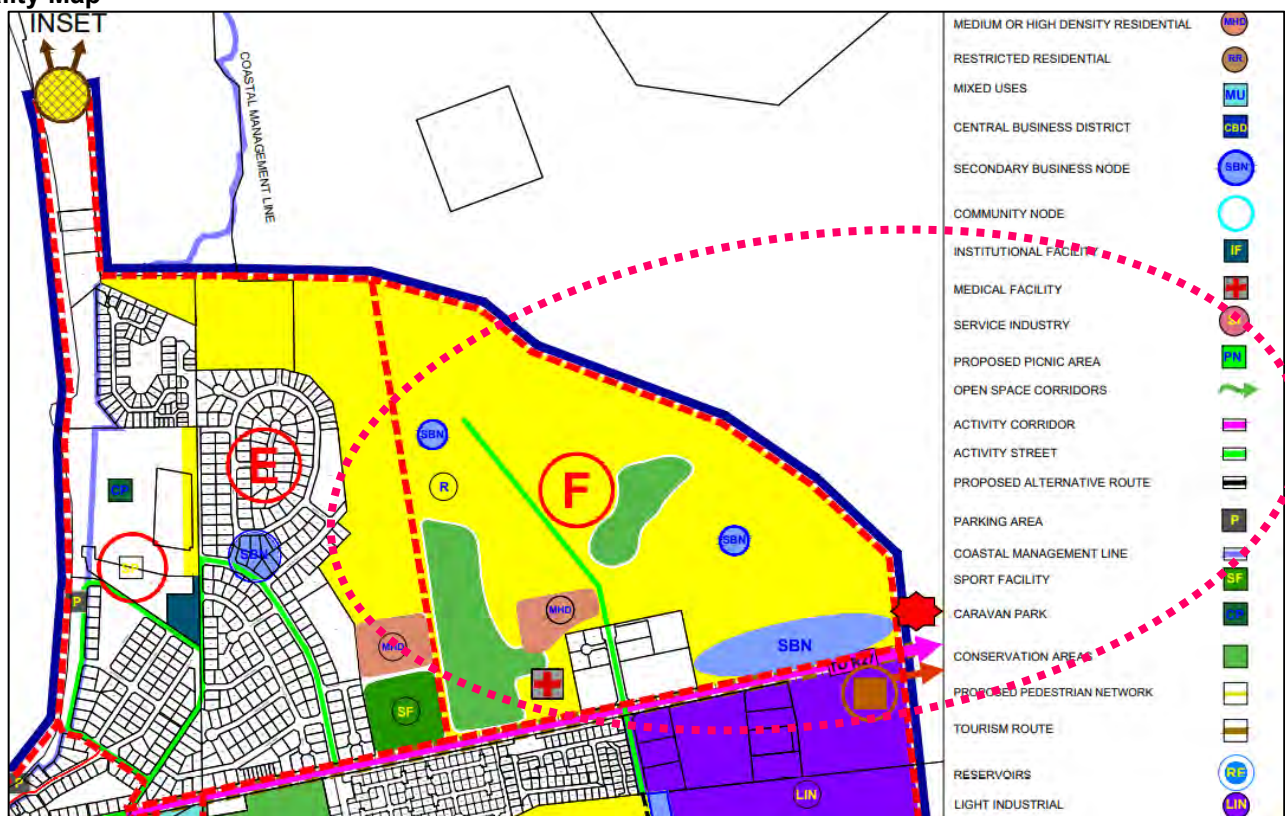 INSET
COASTAL MANAGEMENT LINE
E
F
SBN
R
SBN
CP
SBN
SF
P
MHD
MHD
SBN
SF
TO R27
LIN
P
MEDIUM OR HIGH DENSITY RESIDENTIAL MHD
RESTRICTED RESIDENTIAL RR
MIXED USES MU
CENTRAL BUSINESS DISTRICT CBD
SECONDARY BUSINESS NODE SBN
COMMUNITY NODE
INSTITUTIONAL FACILITY IF
MEDICAL FACILITY
SERVICE INDUSTRY
PROPOSED PICNIC AREA PN
OPEN SPACE CORRIDORS
ACTIVITY CORRIDOR
ACTIVITY STREET
PROPOSED ALTERNATIVE ROUTE
PARKING AREA P
COASTAL MANAGEMENT LINE
SPORT FACILITY SF
CARAVAN PARK CP
CONSERVATION AREAS
PROPOSED PEDESTRIAN NETWORK
TOURISM ROUTE
RESERVOIRS RE
LIGHT INDUSTRIAL LIN